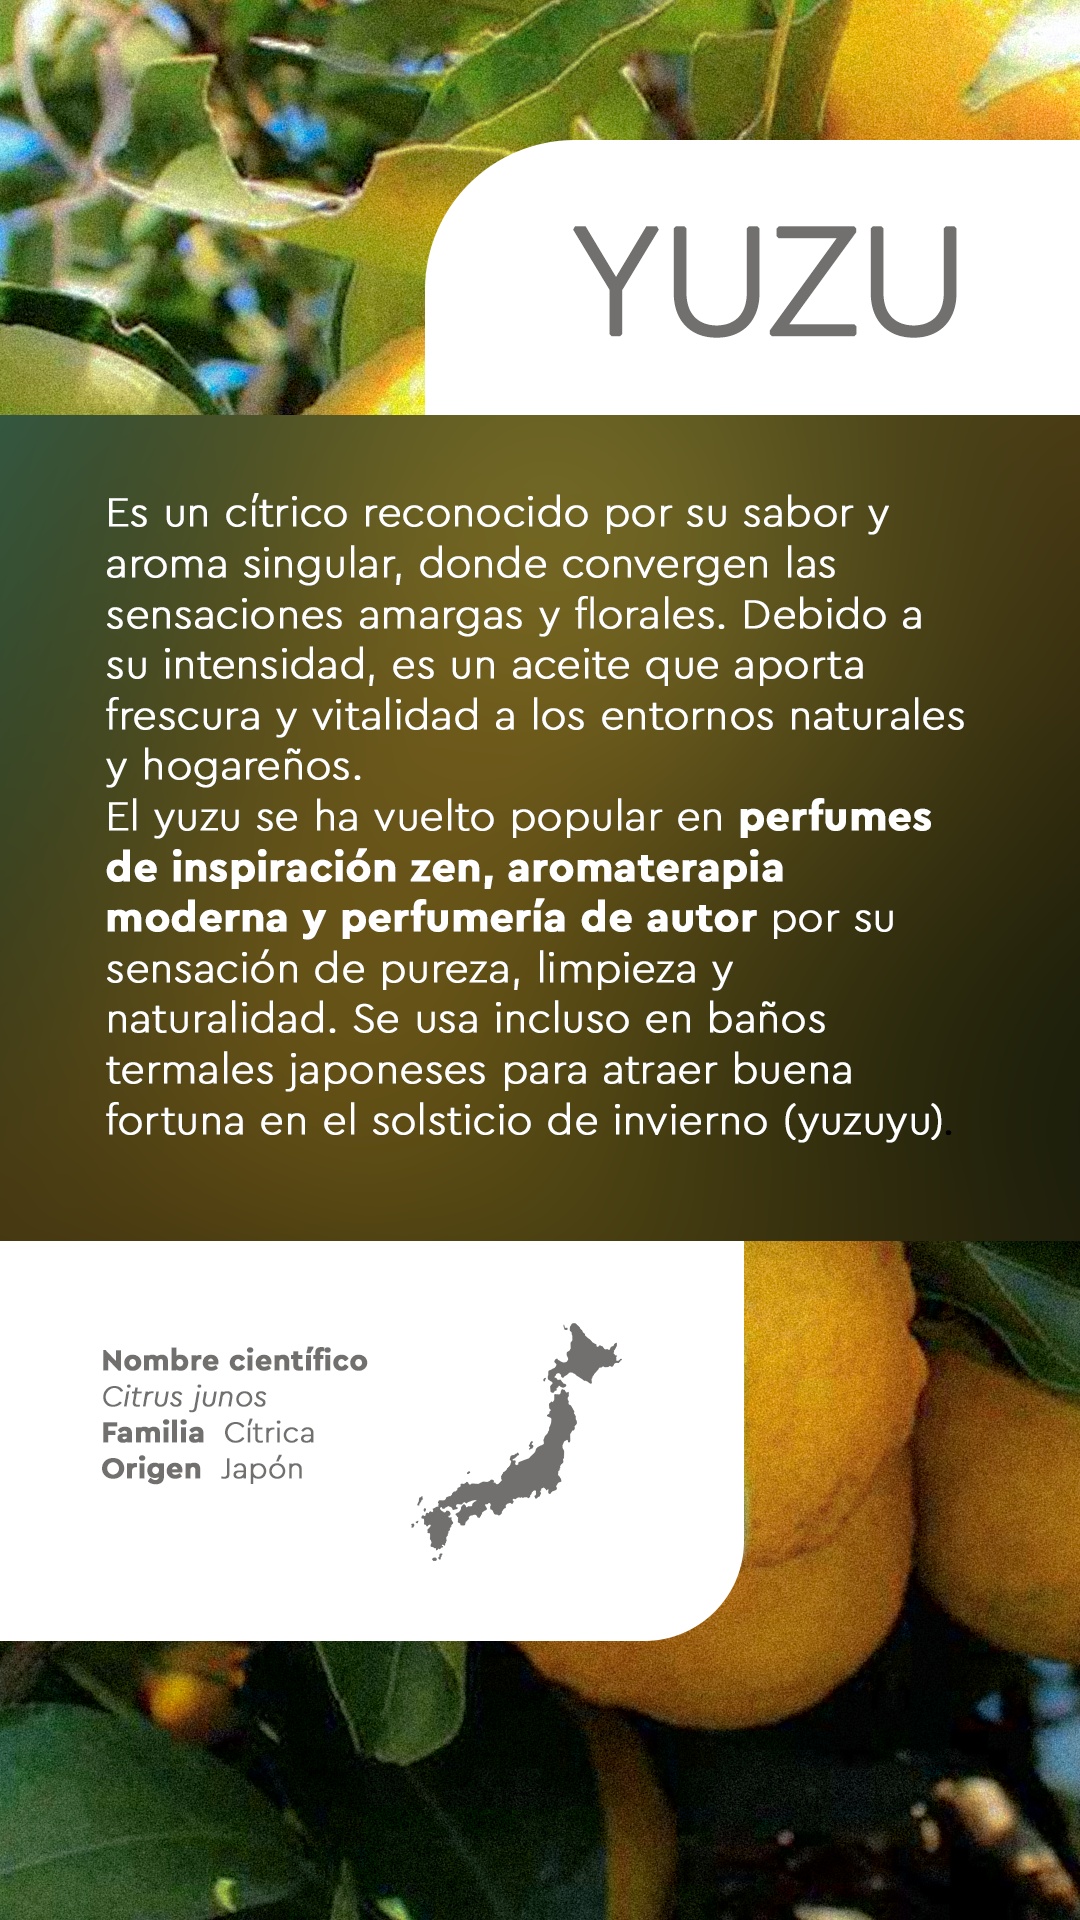 YUZU
Es un cítrico reconocido por su sabor y
aroma singular, donde convergen las
sensaciones amargas y florales. Debido a
su intensidad, es un aceite que aporta
frescura y vitalidad a los entornos naturales
y hogareños.
El yuzu se ha vuelto popular en perfumes
de inspiración zen, aromaterapia
moderna y perfumería de autor por su
sensación de pureza, limpieza y
naturalidad. Se usa incluso en baños
termales japoneses para atraer buena
fortuna en el solsticio de invierno (yuzuyu).
Nombre científico
Citrus junos
Familia Cítrica
Origen Japón